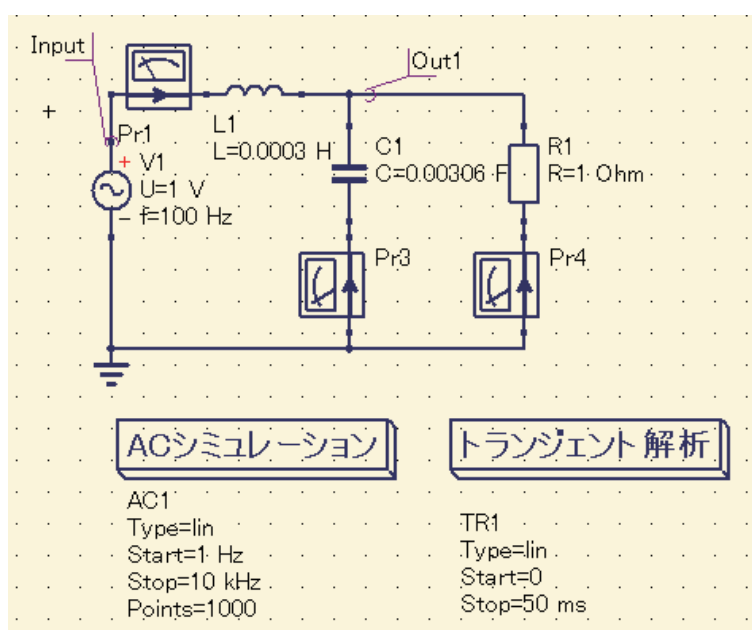 Input
Out1
Pr1
L1
L=0.0003 H
+ V1
U=1 V
- f=100 Hz
C1
C=0.00306 F
R1
R=1 Ohm
Pr3
Pr4
ACシミュレーション
トランジェント解析
AC1
Type=lin
Start=1 Hz
Stop=10 kHz
Points=1000
TR1
Type=lin
Start=0
Stop=50 ms